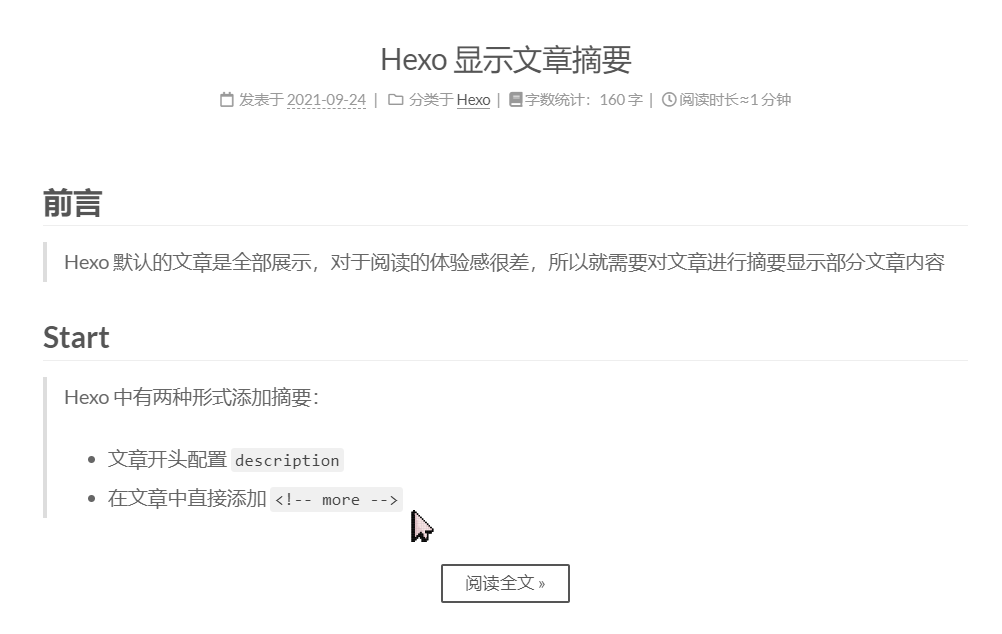 Hexo 显示文章摘要
发表于 2021-09-24 | 分类于 Hexo | 字数统计：160 字 | 阅读时长≈1 分钟
前言
Hexo 默认的文章是全部展示，对于阅读的体验感很差，所以就需要对文章进行摘要显示部分文章内容
Start
Hexo 中有两种形式添加摘要：
文章开头配置 description
在文章中直接添加 <!-- more -->
阅读全文 »